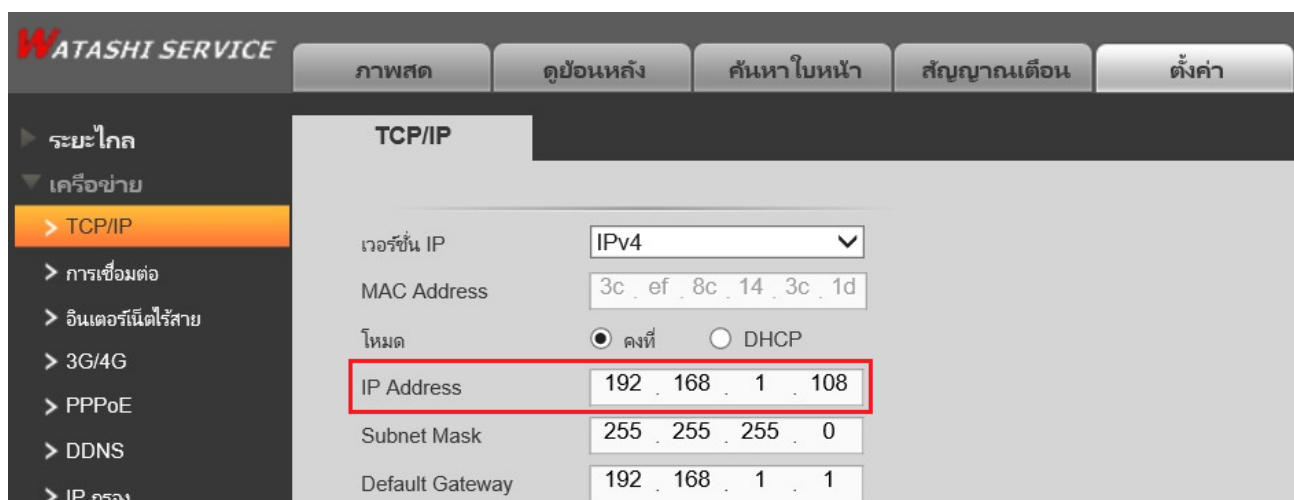 WATASHI SERVICE
ภาพสด ดูย้อนหลัง ค้นหาใบหน้า สัญญาณเตือน ตั้งค่า
ระยะไกล
เครือข่าย
TCP/IP
การเชื่อมต่อ
อินเตอร์เน็ตไร้สาย
3G/4G
PPPoE
DDNS
IP กรอง
TCP/IP
เวอร์ชั่น IP IPv4
MAC Address 3c . ef . 8c . 14 . 3c . 1d
โหมด คงที่ DHCP
IP Address 192 . 168 . 1 . 108
Subnet Mask 255 . 255 . 255 . 0
Default Gateway 192 . 168 . 1 . 1